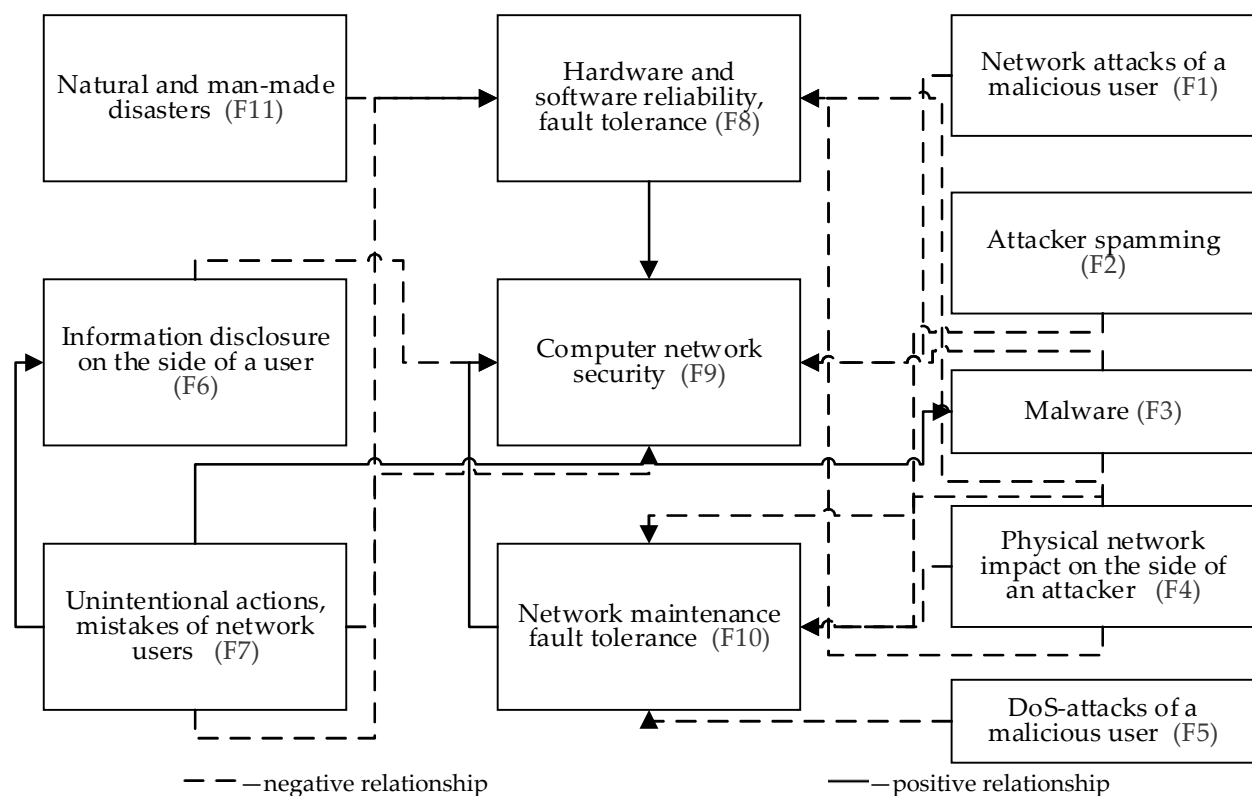 Natural and man-made
disasters (F11)
Hardware and
software reliability,
fault tolerance (F8)
Network attacks of a
malicious user (F1)
Attacker spamming
(F2)
Information disclosure
on the side of a user
(F6)
Computer network
security (F9)
Malware (F3)
Unintentional actions,
mistakes of network
users (F7)
Network maintenance
fault tolerance (F10)
Physical network
impact on the side of
an attacker (F4)
DoS-attacks of a
malicious user (F5)
—negative relationship
—positive relationship